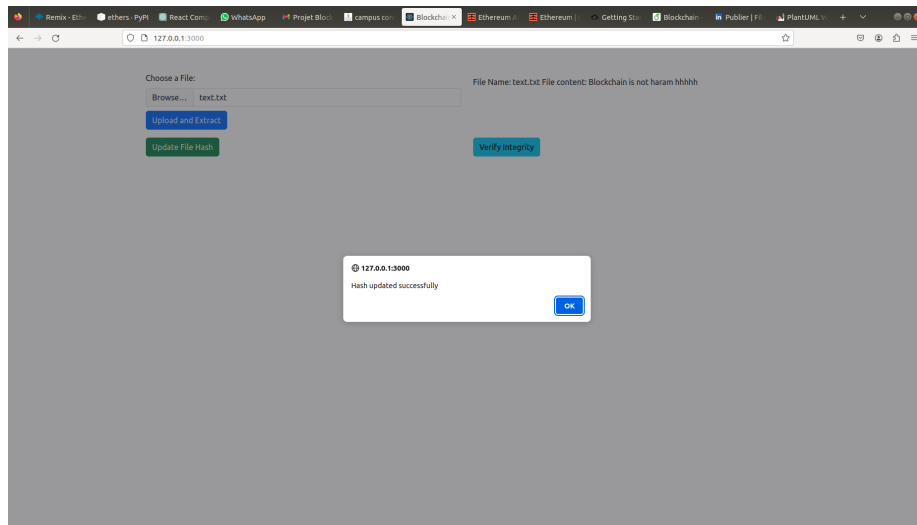 Remix - Ethe
ethers · PyPI
React Comp
WhatsApp
Projet Block
campus con
Blockchai
Ethereum A
Ethereum |
Getting Star
Blockchain
Publier | Fil
PlantUML W
127.0.0.1:3000
Choose a File:
Browse... text.txt
File Name: text.txt File content: Blockchain is not haram hhhhh
Upload and Extract
Update File Hash
Verify Integrity
127.0.0.1:3000
Hash updated successfully
OK